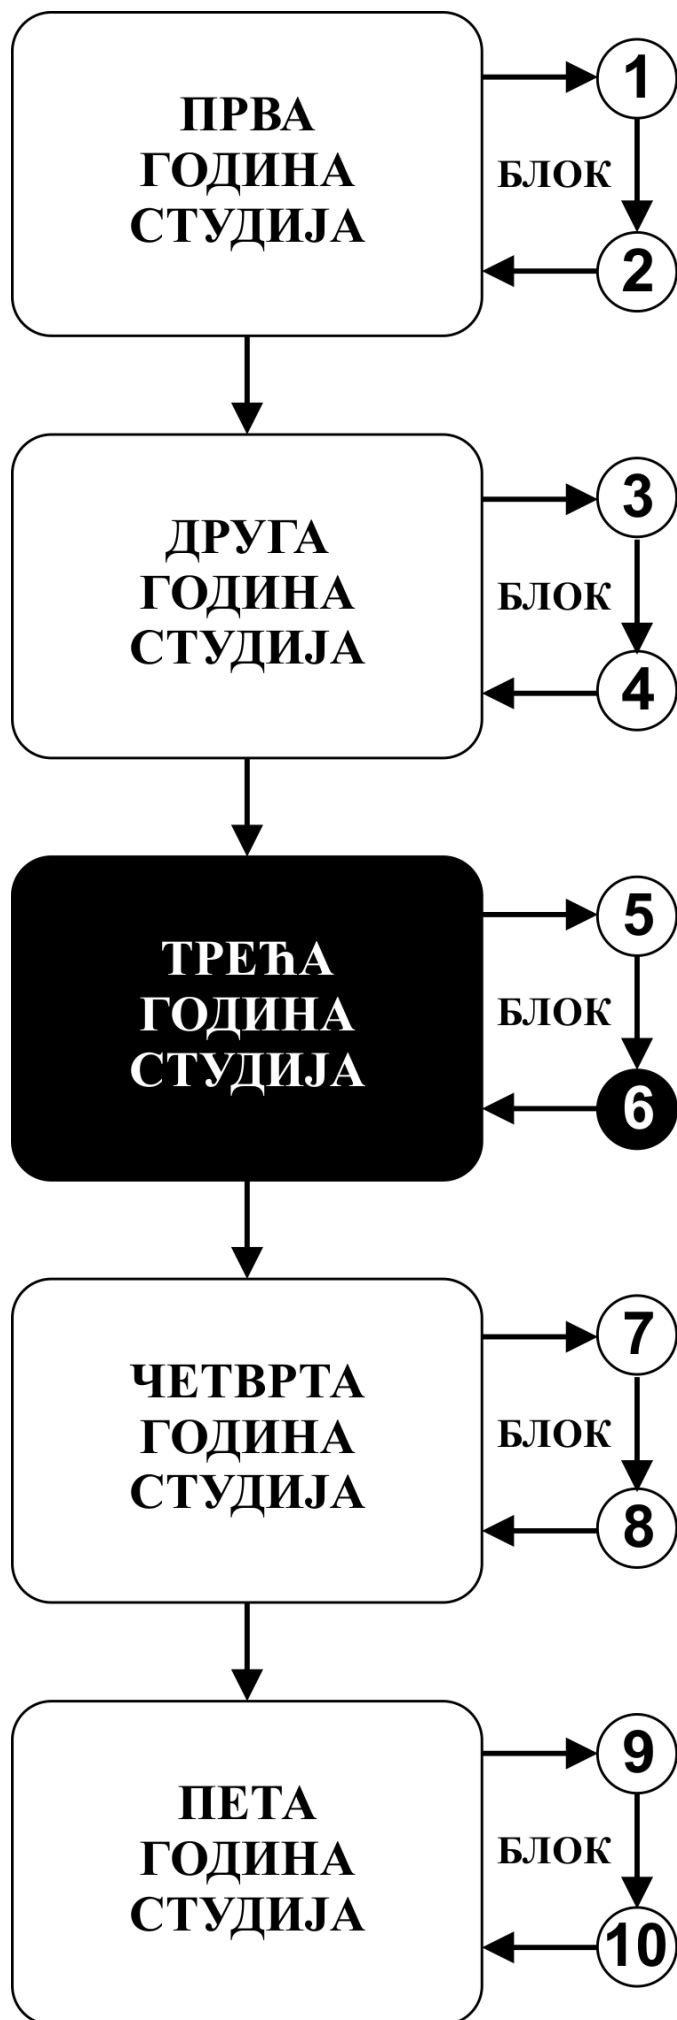 ПРВА
ГОДИНА
СТУДИЈА
1
БЛОК
2
ДРУГА
ГОДИНА
СТУДИЈА
3
БЛОК
4
ТРЕЋА
ГОДИНА
СТУДИЈА
5
БЛОК
6
ЧЕТВРТА
ГОДИНА
СТУДИЈА
7
БЛОК
8
ПЕТА
ГОДИНА
СТУДИЈА
9
БЛОК
10